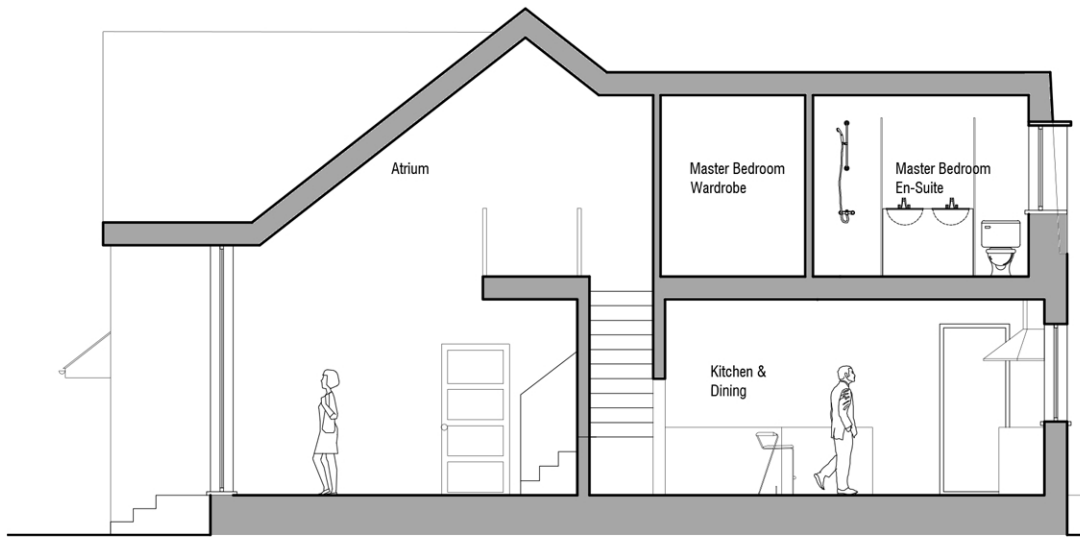 Atrium
Master Bedroom
Wardrobe
Master Bedroom
En-Suite
Kitchen &
Dining